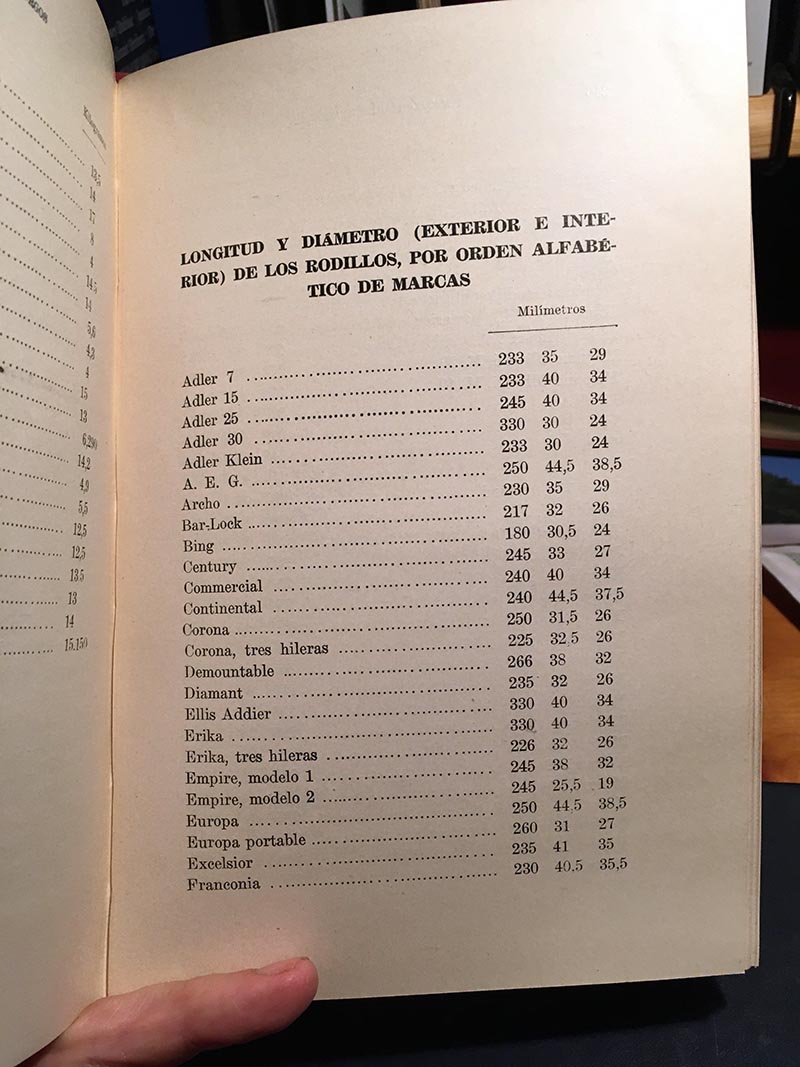 Kilogramos
13,5
14
17
8
4
14,5
14
5,6
4,3
4
15
13
6,290
14,2
4,9
5,5
12,5
12,5
13,5
13
14
15.150
LONGITUD Y DIÁMETRO (EXTERIOR E INTE-
RIOR) DE LOS RODILLOS, POR ORDEN ALFABÉ-
TICO DE MARCAS
Milímetros
Adler 7 ........ 233 35 29
Adler 15 ........ 233 40 34
Adler 25 ........ 245 40 34
Adler 30 ........ 330 30 24
Adler Klein ........ 233 30 24
A. E. G. ........ 250 44,5 38,5
Archo ........ 230 35 29
Bar-Lock ........ 217 32 26
Bing ........ 180 30,5 24
Century ........ 245 33 27
Commercial ........ 240 40 34
Continental ........ 240 44,5 37,5
Corona ........ 250 31,5 26
Corona, tres hileras ........ 225 32,5 26
Demountable ........ 266 38 32
Diamant ........ 235 32 26
Ellis Addier ........ 330 40 34
Erika ........ 330 40 34
Erika, tres hileras ........ 226 32 26
Empire, modelo 1 ........ 245 38 32
Empire, modelo 2 ........ 245 25,5 19
Europa ........ 250 44,5 38,5
Europa portable ........ 260 31 27
Excelsior ........ 235 41 35
Franconia ........ 230 40,5 35,5